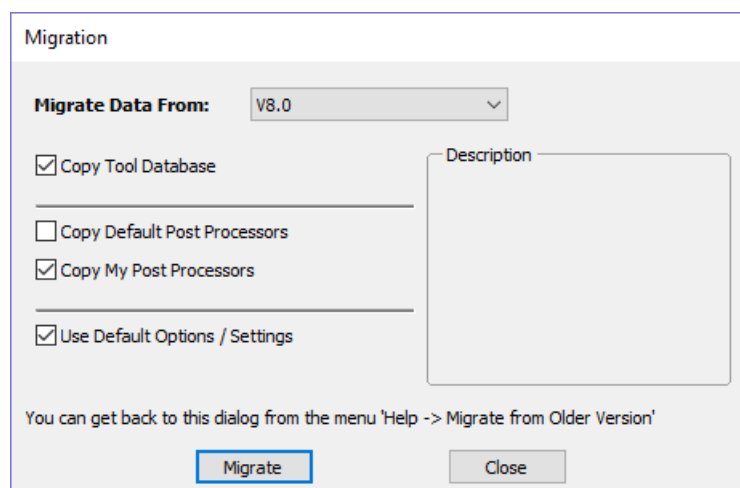 Migration
Migrate Data From: V8.0
Copy Tool Database
Description
Copy Default Post Processors
Copy My Post Processors
Use Default Options / Settings
You can get back to this dialog from the menu 'Help -> Migrate from Older Version'
Migrate Close